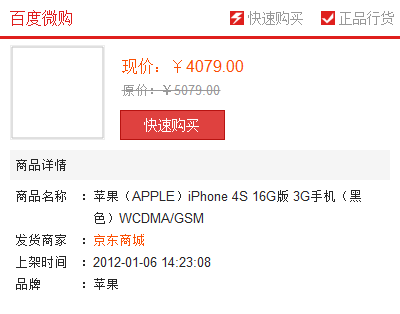 百度微购 快速购买 正品行货
现价：￥4079.00
原价：￥5079.00
快速购买
商品详情
商品名称 ：苹果（APPLE）iPhone 4S 16G版 3G手机（黑
色）WCDMA/GSM
发货商家 ：京东商城
上架时间 ：2012-01-06 14:23:08
品牌 ：苹果